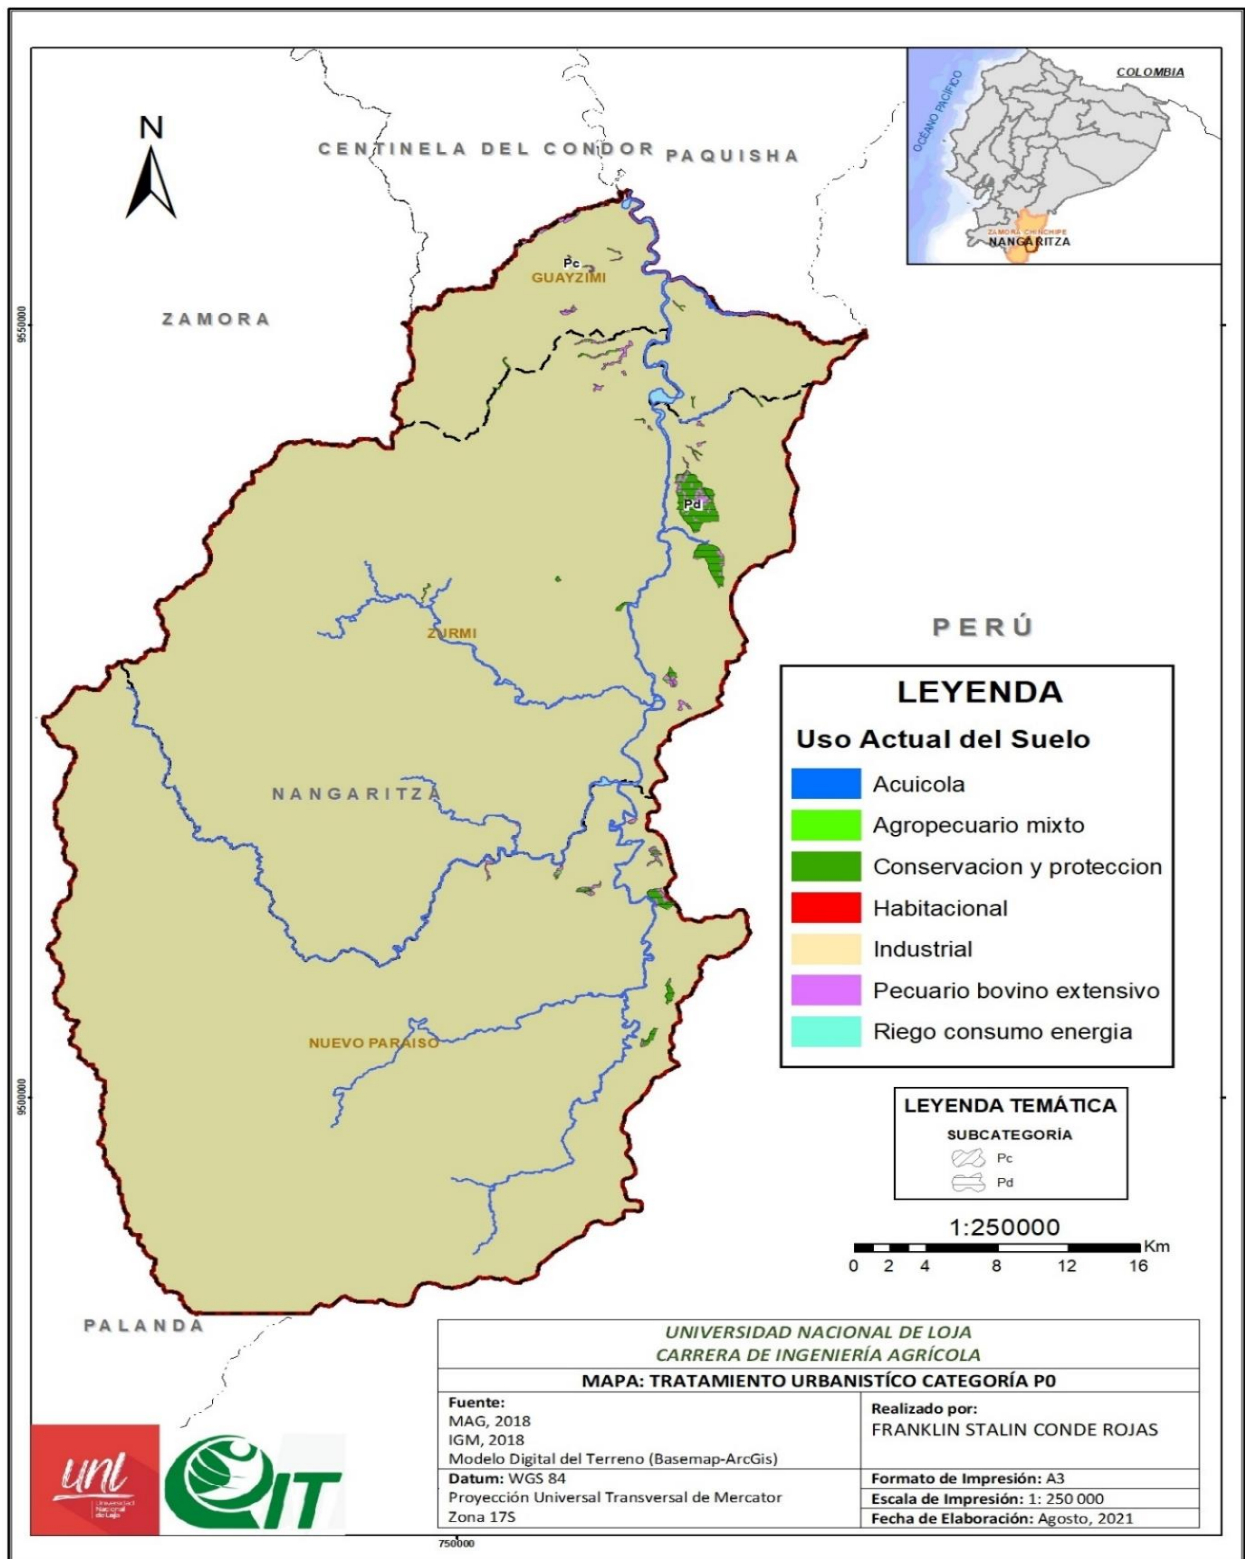 COLOMBIA
OCÉANO PACÍFICO
ZAMORA CHINCHIPE
NANGARITZA
N
CENTINELA DEL CONDOR
PAQUISHA
ZAMORA
Pc
GUAYZIMI
9550000
Pd
ZURMI
PERÚ
NANGARITZA
NUEVO PARAISO
9500000
PALANDA
LEYENDA
Uso Actual del Suelo
Acuicola
Agropecuario mixto
Conservacion y proteccion
Habitacional
Industrial
Pecuario bovino extensivo
Riego consumo energia
LEYENDA TEMÁTICA
SUBCATEGORÍA
Pc
Pd
1:250000
Km
0 2 4 8 12 16
UNIVERSIDAD NACIONAL DE LOJA
CARRERA DE INGENIERÍA AGRÍCOLA
MAPA: TRATAMIENTO URBANISTÍCO CATEGORÍA P0
Fuente:
MAG, 2018
IGM, 2018
Modelo Digital del Terreno (Basemap-ArcGis)
Realizado por:
FRANKLIN STALIN CONDE ROJAS
Datum: WGS 84
Proyección Universal Transversal de Mercator
Zona 17S
Formato de Impresión: A3
Escala de Impresión: 1: 250 000
Fecha de Elaboración: Agosto, 2021
unl
Universidad
Nacional
de Loja
IT
750000